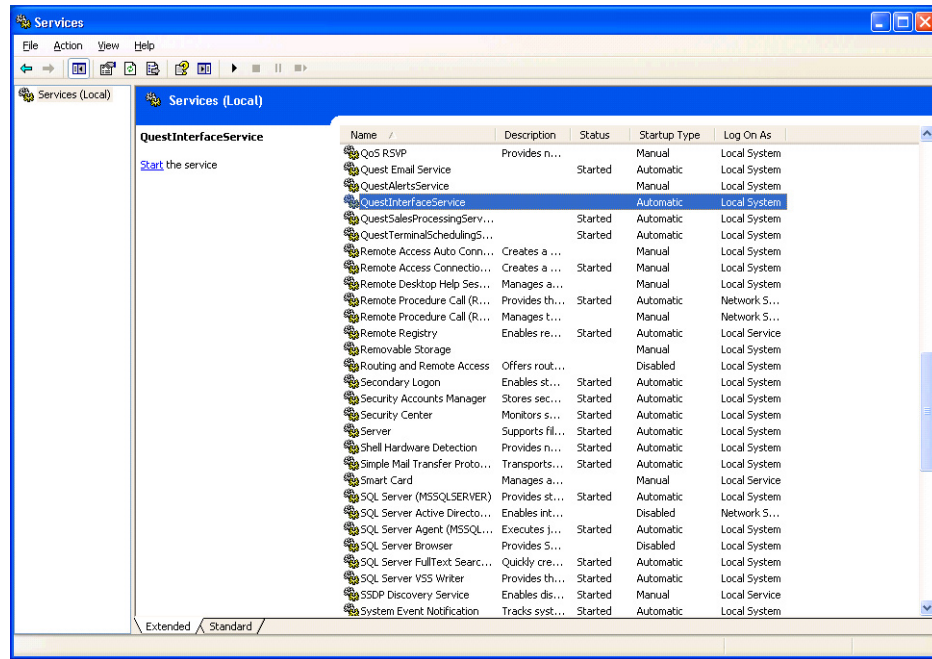 Services
File Action View Help
Services (Local)
Services (Local)
QuestInterfaceService
Start the service
Name Description Status Startup Type Log On As
QoS RSVP Provides n... Manual Local System
Quest Email Service Started Automatic Local System
QuestAlertsService Manual Local System
QuestInterfaceService Automatic Local System
QuestSalesProcessingServ... Started Automatic Local System
QuestTerminalSchedulingS... Started Automatic Local System
Remote Access Auto Conn... Creates a ... Manual Local System
Remote Access Connectio... Creates a ... Started Manual Local System
Remote Desktop Help Ses... Manages a... Manual Local System
Remote Procedure Call (R... Provides th... Started Automatic Network S...
Remote Procedure Call (R... Manages t... Manual Network S...
Remote Registry Enables re... Started Automatic Local Service
Removable Storage Manual Local System
Routing and Remote Access Offers rout... Disabled Local System
Secondary Logon Enables st... Started Automatic Local System
Security Accounts Manager Stores sec... Started Automatic Local System
Security Center Monitors s... Started Automatic Local System
Server Supports fil... Started Automatic Local System
Shell Hardware Detection Provides n... Started Automatic Local System
Simple Mail Transfer Proto... Transports... Started Automatic Local System
Smart Card Manages a... Manual Local Service
SQL Server (MSSQLSERVER) Provides st... Started Automatic Local System
SQL Server Active Directo... Enables int... Disabled Network S...
SQL Server Agent (MSSQL... Executes j... Started Automatic Local System
SQL Server Browser Provides S... Disabled Local System
SQL Server FullText Searc... Quickly cre... Started Automatic Local System
SQL Server VSS Writer Provides th... Started Automatic Local System
SSDP Discovery Service Enables dis... Started Manual Local Service
System Event Notification Tracks syst... Started Automatic Local System
Extended Standard